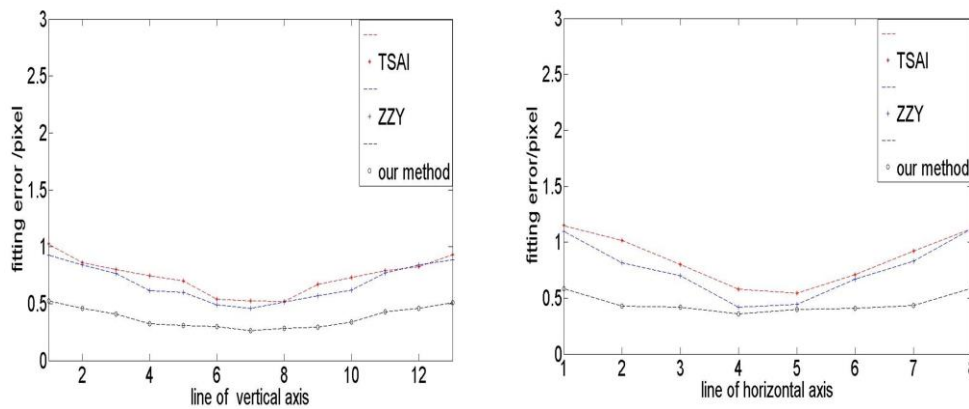 3
2.5
2
1.5
1
0.5
0
2
4
6
8
10
12
fitting error /pixel
line of vertical axis
TSAI
ZZY
our method
3
2.5
2
1.5
1
0.5
0
1
2
3
4
5
6
7
8
fitting error/pixel
line of horizontal axis
TSAI
ZZY
our method